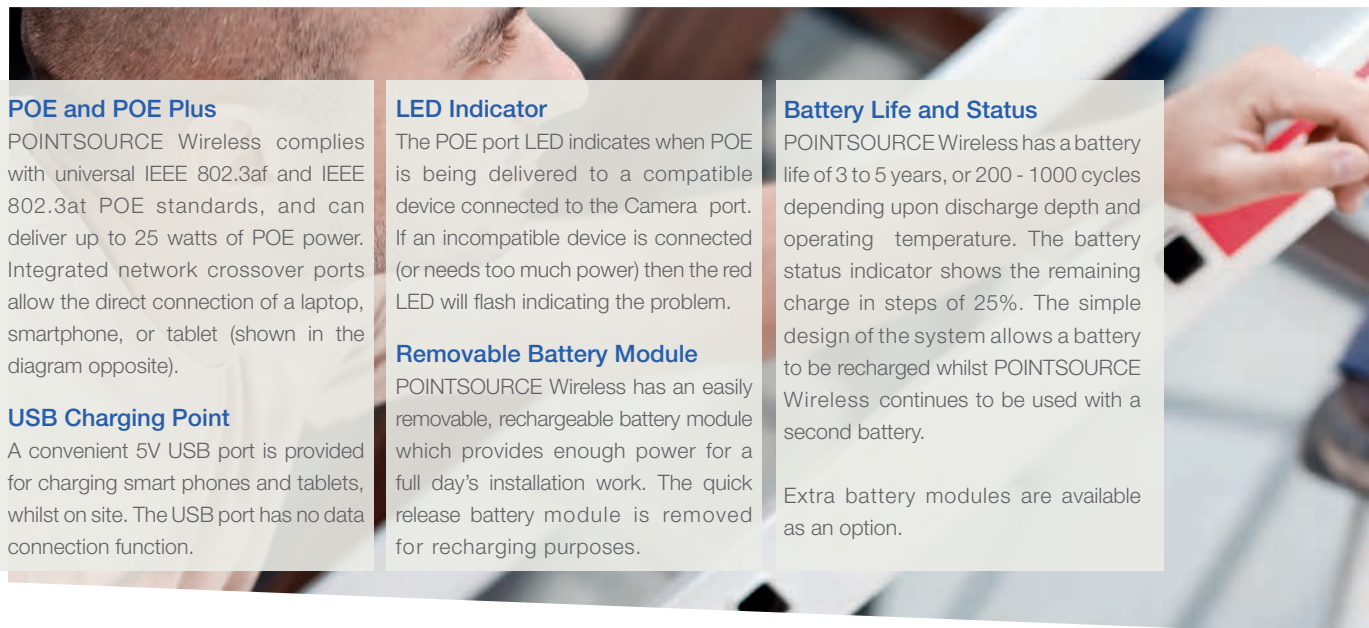 POE and POE Plus
POINTSOURCE Wireless complies
with universal IEEE 802.3af and IEEE
802.3at POE standards, and can
deliver up to 25 watts of POE power.
Integrated network crossover ports
allow the direct connection of a laptop,
smartphone, or tablet (shown in the
diagram opposite).
USB Charging Point
A convenient 5V USB port is provided
for charging smart phones and tablets,
whilst on site. The USB port has no data
connection function.
LED Indicator
The POE port LED indicates when POE
is being delivered to a compatible
device connected to the Camera port.
If an incompatible device is connected
(or needs too much power) then the red
LED will flash indicating the problem.
Removable Battery Module
POINTSOURCE Wireless has an easily
removable, rechargeable battery module
which provides enough power for a
full day's installation work. The quick
release battery module is removed
for recharging purposes.
Battery Life and Status
POINTSOURCE Wireless has a battery
life of 3 to 5 years, or 200 - 1000 cycles
depending upon discharge depth and
operating temperature. The battery
status indicator shows the remaining
charge in steps of 25%. The simple
design of the system allows a battery
to be recharged whilst POINTSOURCE
Wireless continues to be used with a
second battery.
Extra battery modules are available
as an option.